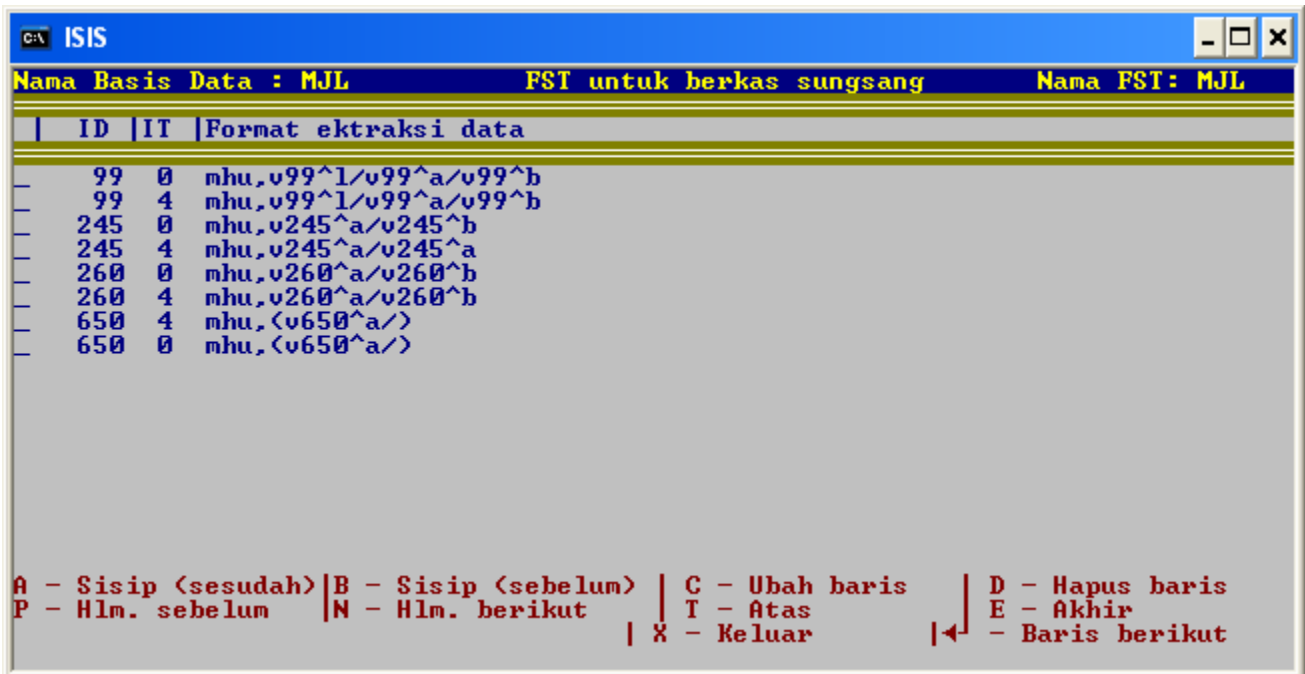 ISIS
Nama Basis Data : MJL FST untuk berkas sungsang Nama FST: MJL
| ID |IT |Format ektraksi data
_ 99 0 mhu,v99^l/v99^a/v99^b
_ 99 4 mhu,v99^l/v99^a/v99^b
_ 245 0 mhu,v245^a/v245^b
_ 245 4 mhu,v245^a/v245^a
_ 260 0 mhu,v260^a/v260^b
_ 260 4 mhu,v260^a/v260^b
_ 650 4 mhu,(v650^a/)
_ 650 0 mhu,(v650^a/)
A - Sisip (sesudah)|B - Sisip (sebelum) | C - Ubah baris | D - Hapus baris
P - Hlm. sebelum |N - Hlm. berikut | T - Atas | E - Akhir
| X - Keluar |◄┘ - Baris berikut